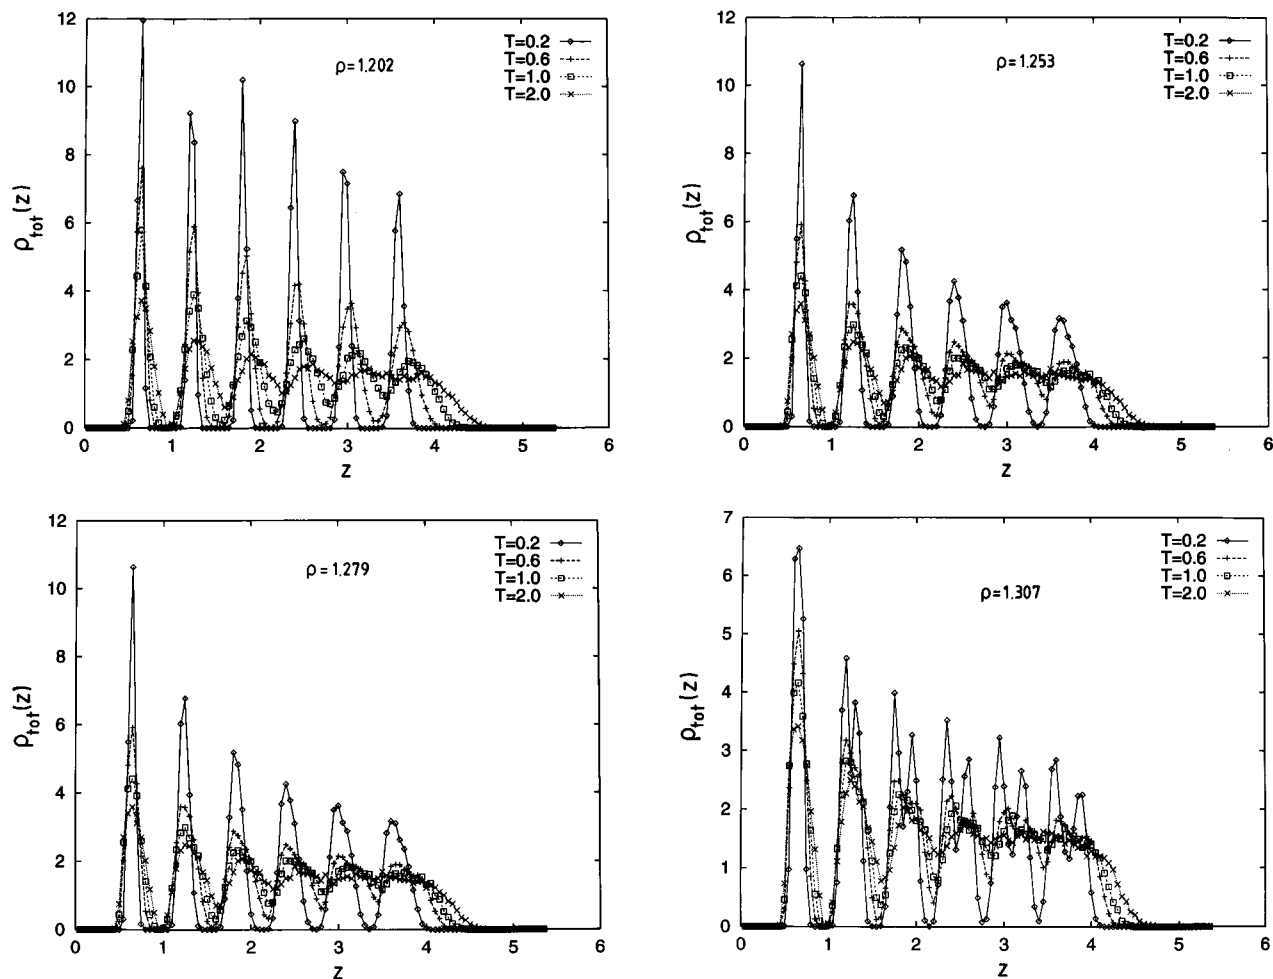 12
10
8
6
4
2
0
ρtot(z)
ρ=1.202
T=0.2
T=0.6
T=1.0
T=2.0
0 1 2 3 4 5 6
z
12
10
8
6
4
2
0
ρtot(z)
ρ=1.253
T=0.2
T=0.6
T=1.0
T=2.0
0 1 2 3 4 5 6
z
12
10
8
6
4
2
0
ρtot(z)
ρ=1.279
T=0.2
T=0.6
T=1.0
T=2.0
0 1 2 3 4 5 6
z
7
6
5
4
3
2
1
0
ρtot(z)
ρ=1.307
T=0.2
T=0.6
T=1.0
T=2.0
0 1 2 3 4 5 6
z